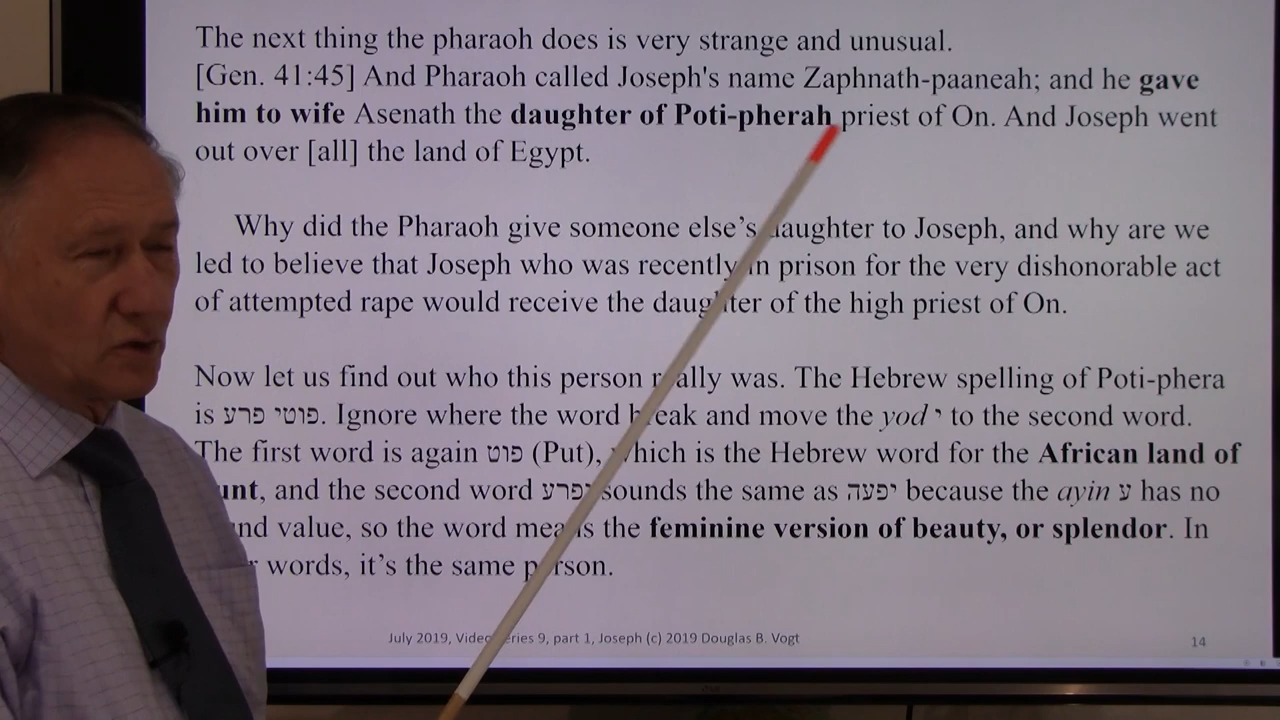 The next thing the pharaoh does is very strange and unusual.
[Gen. 41:45] And Pharaoh called Joseph's name Zaphnath-paaneah; and he gave
him to wife Asenath the daughter of Poti-pherah priest of On. And Joseph went
out over [all] the land of Egypt.
Why did the Pharaoh give someone else's daughter to Joseph, and why are we
led to believe that Joseph who was recently in prison for the very dishonorable act
of attempted rape would receive the daughter of the high priest of On.
Now let us find out who this person really was. The Hebrew spelling of Poti-phera
is פוטי פרע. Ignore where the word break and move the yod י to the second word.
The first word is again פוט (Put), which is the Hebrew word for the African land of
unt, and the second word יפרע sounds the same as יפעה because the ayin ע has no
nd value, so the word means the feminine version of beauty, or splendor. In
r words, it's the same person.
July 2019, Video Series 9, part 1, Joseph (c) 2019 Douglas B. Vogt
14